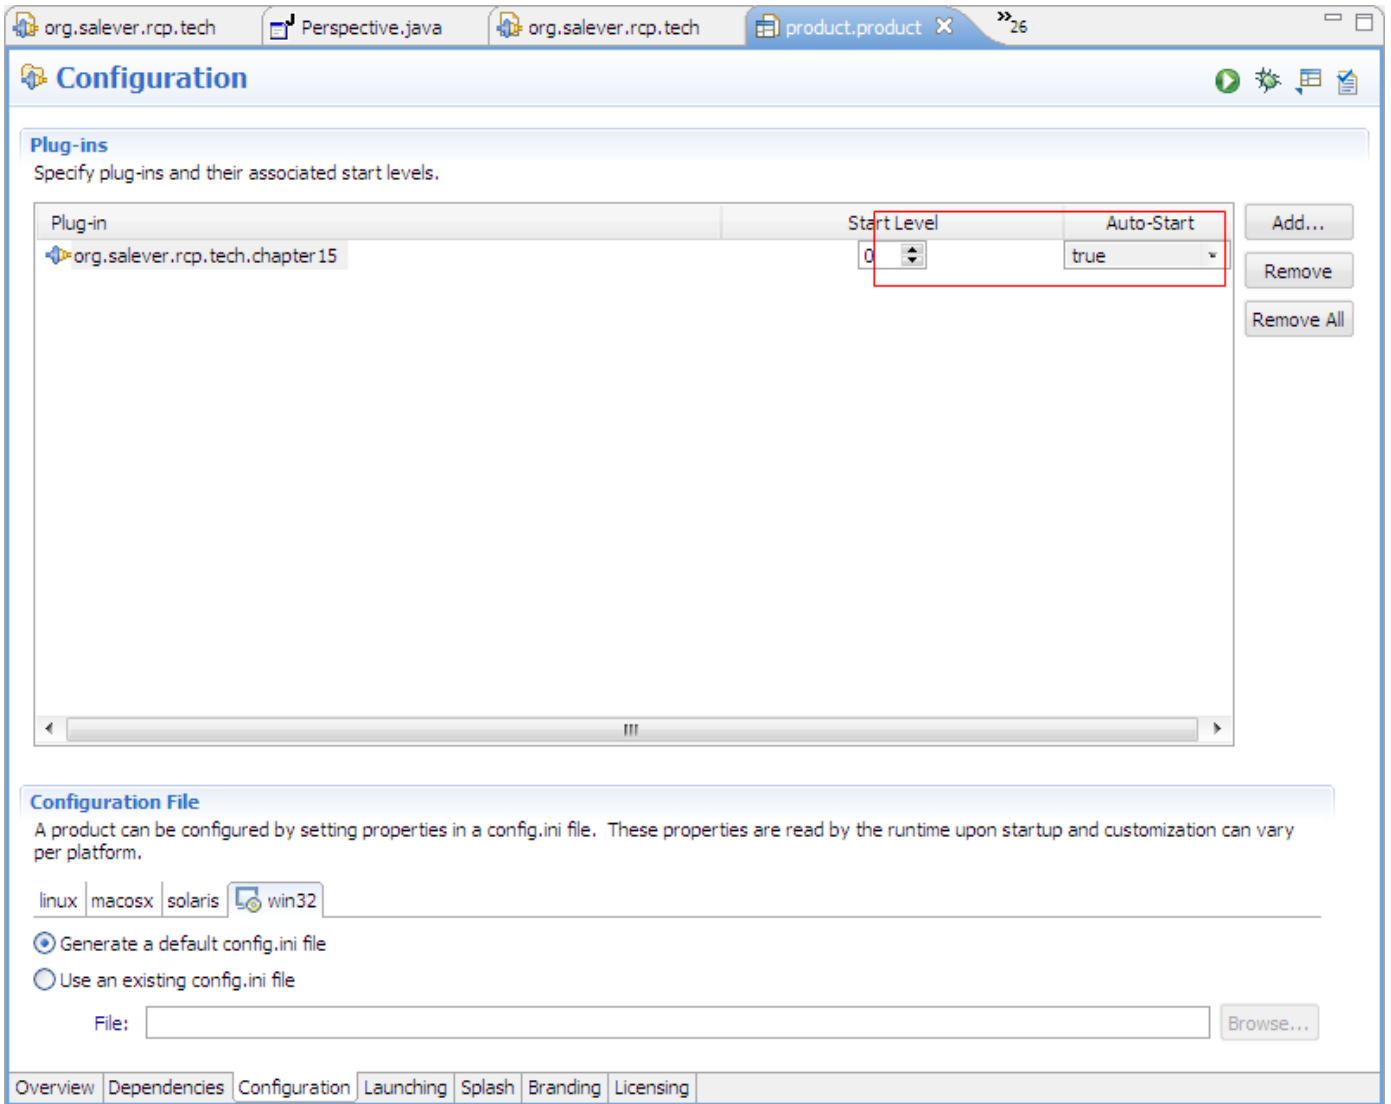 org.salever.rcp.tech Perspective.java org.salever.rcp.tech product.product »26
Configuration
Plug-ins
Specify plug-ins and their associated start levels.
Plug-in Start Level Auto-Start Add...
org.salever.rcp.tech.chapter15 0 true
Remove
Remove All
Configuration File
A product can be configured by setting properties in a config.ini file. These properties are read by the runtime upon startup and customization can vary
per platform.
linux macosx solaris win32
Generate a default config.ini file
Use an existing config.ini file
File: Browse...
Overview Dependencies Configuration Launching Splash Branding Licensing